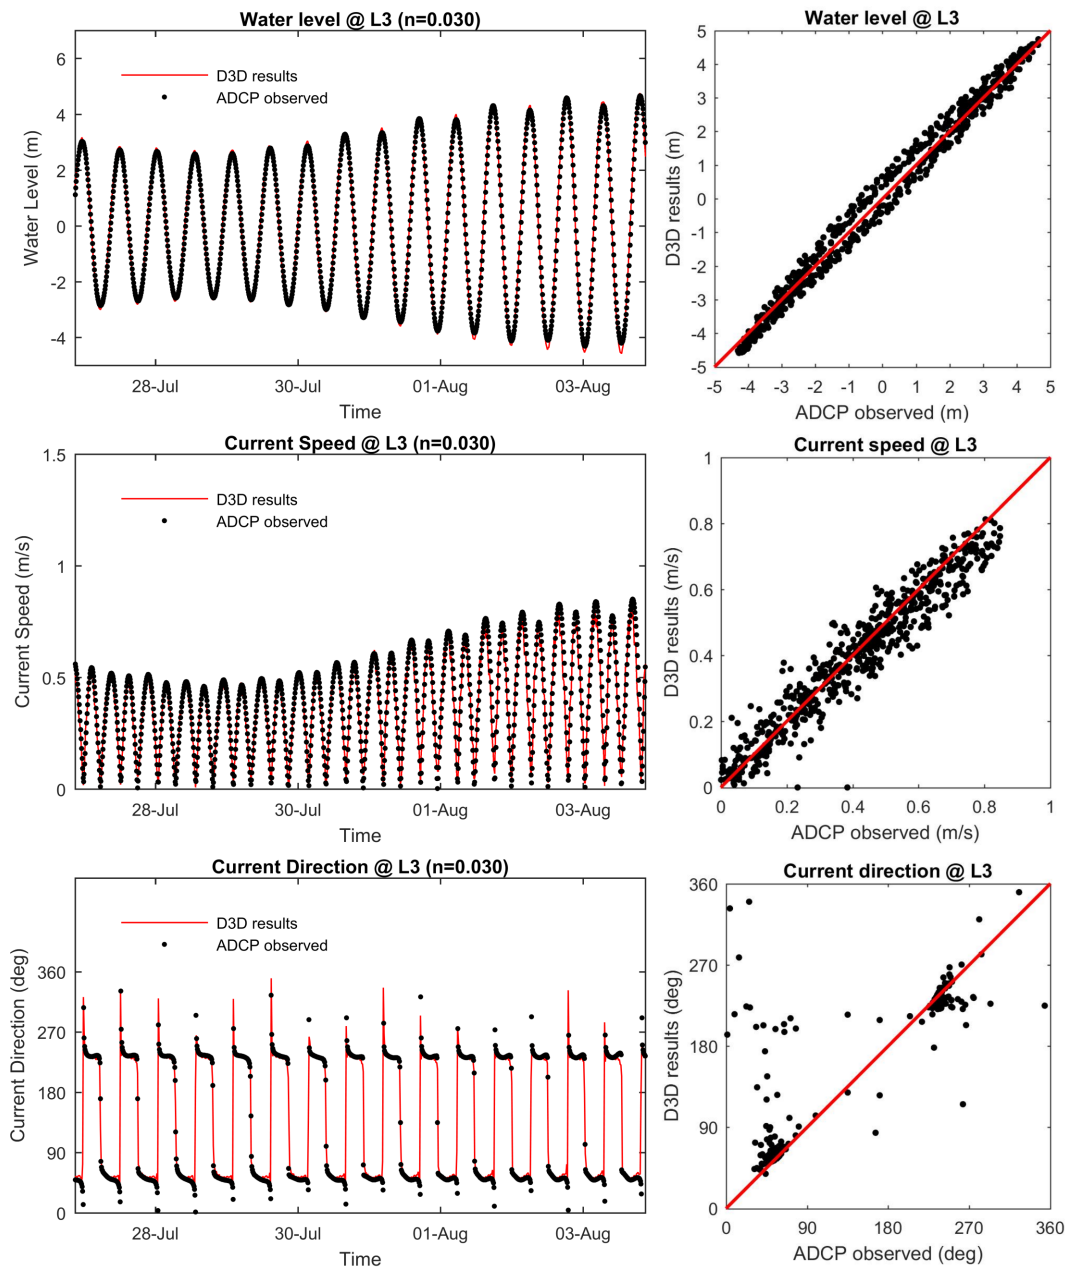 Water level @ L3 (n=0.030)
6
4
2
0
-2
-4
Water Level (m)
D3D results
ADCP observed
28-Jul 30-Jul 01-Aug 03-Aug
Time
Water level @ L3
5
4
3
2
1
0
-1
-2
-3
-4
-5
D3D results (m)
-5 -4 -3 -2 -1 0 1 2 3 4 5
ADCP observed (m)
Current Speed @ L3 (n=0.030)
1.5
1
0.5
0
Current Speed (m/s)
D3D results
ADCP observed
28-Jul 30-Jul 01-Aug 03-Aug
Time
Current speed @ L3
1
0.8
0.6
0.4
0.2
0
D3D results (m/s)
0 0.2 0.4 0.6 0.8 1
ADCP observed (m/s)
Current Direction @ L3 (n=0.030)
360
270
180
90
0
Current Direction (deg)
D3D results
ADCP observed
28-Jul 30-Jul 01-Aug 03-Aug
Time
Current direction @ L3
360
270
180
90
0
D3D results (deg)
0 90 180 270 360
ADCP observed (deg)